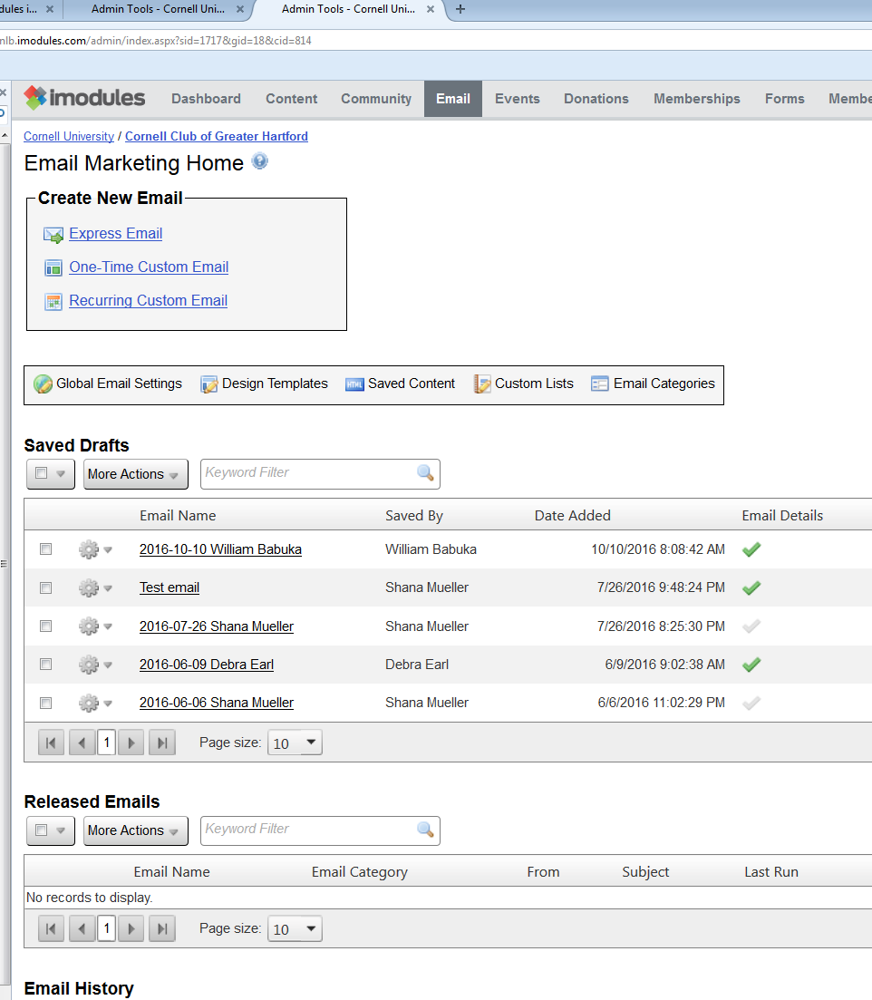 dules i...
Admin Tools - Cornell Uni...
Admin Tools - Cornell Uni...
nlb.imodules.com/admin/index.aspx?sid=1717&gid=18&cid=814
imodules Dashboard Content Community Email Events Donations Memberships Forms Membe
Cornell University / Cornell Club of Greater Hartford
Email Marketing Home
Create New Email
Express Email
One-Time Custom Email
Recurring Custom Email
Global Email Settings Design Templates HTML Saved Content Custom Lists Email Categories
Saved Drafts
More Actions Keyword Filter
Email Name Saved By Date Added Email Details
2016-10-10 William Babuka William Babuka 10/10/2016 8:08:42 AM
Test email Shana Mueller 7/26/2016 9:48:24 PM
2016-07-26 Shana Mueller Shana Mueller 7/26/2016 8:25:30 PM
2016-06-09 Debra Earl Debra Earl 6/9/2016 9:02:38 AM
2016-06-06 Shana Mueller Shana Mueller 6/6/2016 11:02:29 PM
1 Page size: 10
Released Emails
More Actions Keyword Filter
Email Name Email Category From Subject Last Run
No records to display.
1 Page size: 10
Email History